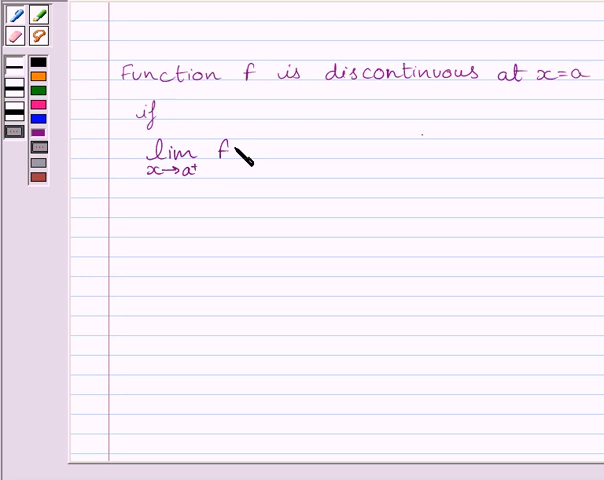 Function f is discontinuous at x=a
if
lim f
x→a⁺